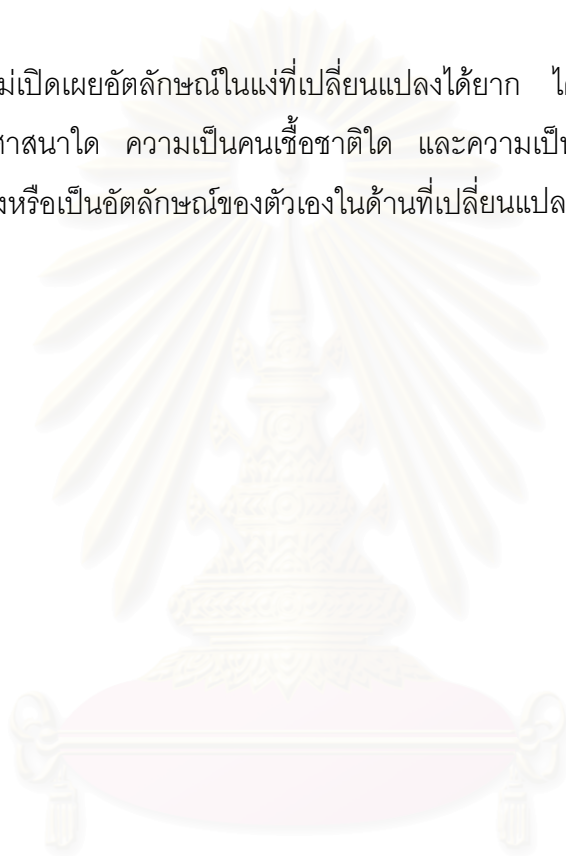 ม่เปิดเผยอัตลักษณ์ในแง่ที่เปลี่ยนแปลงได้ยาก
ศาสนาใด ความเป็นคนเชื้อชาติใด และความเป็น
งหรือเป็นอัตลักษณ์ของตัวเองในด้านที่เปลี่ยนแปล